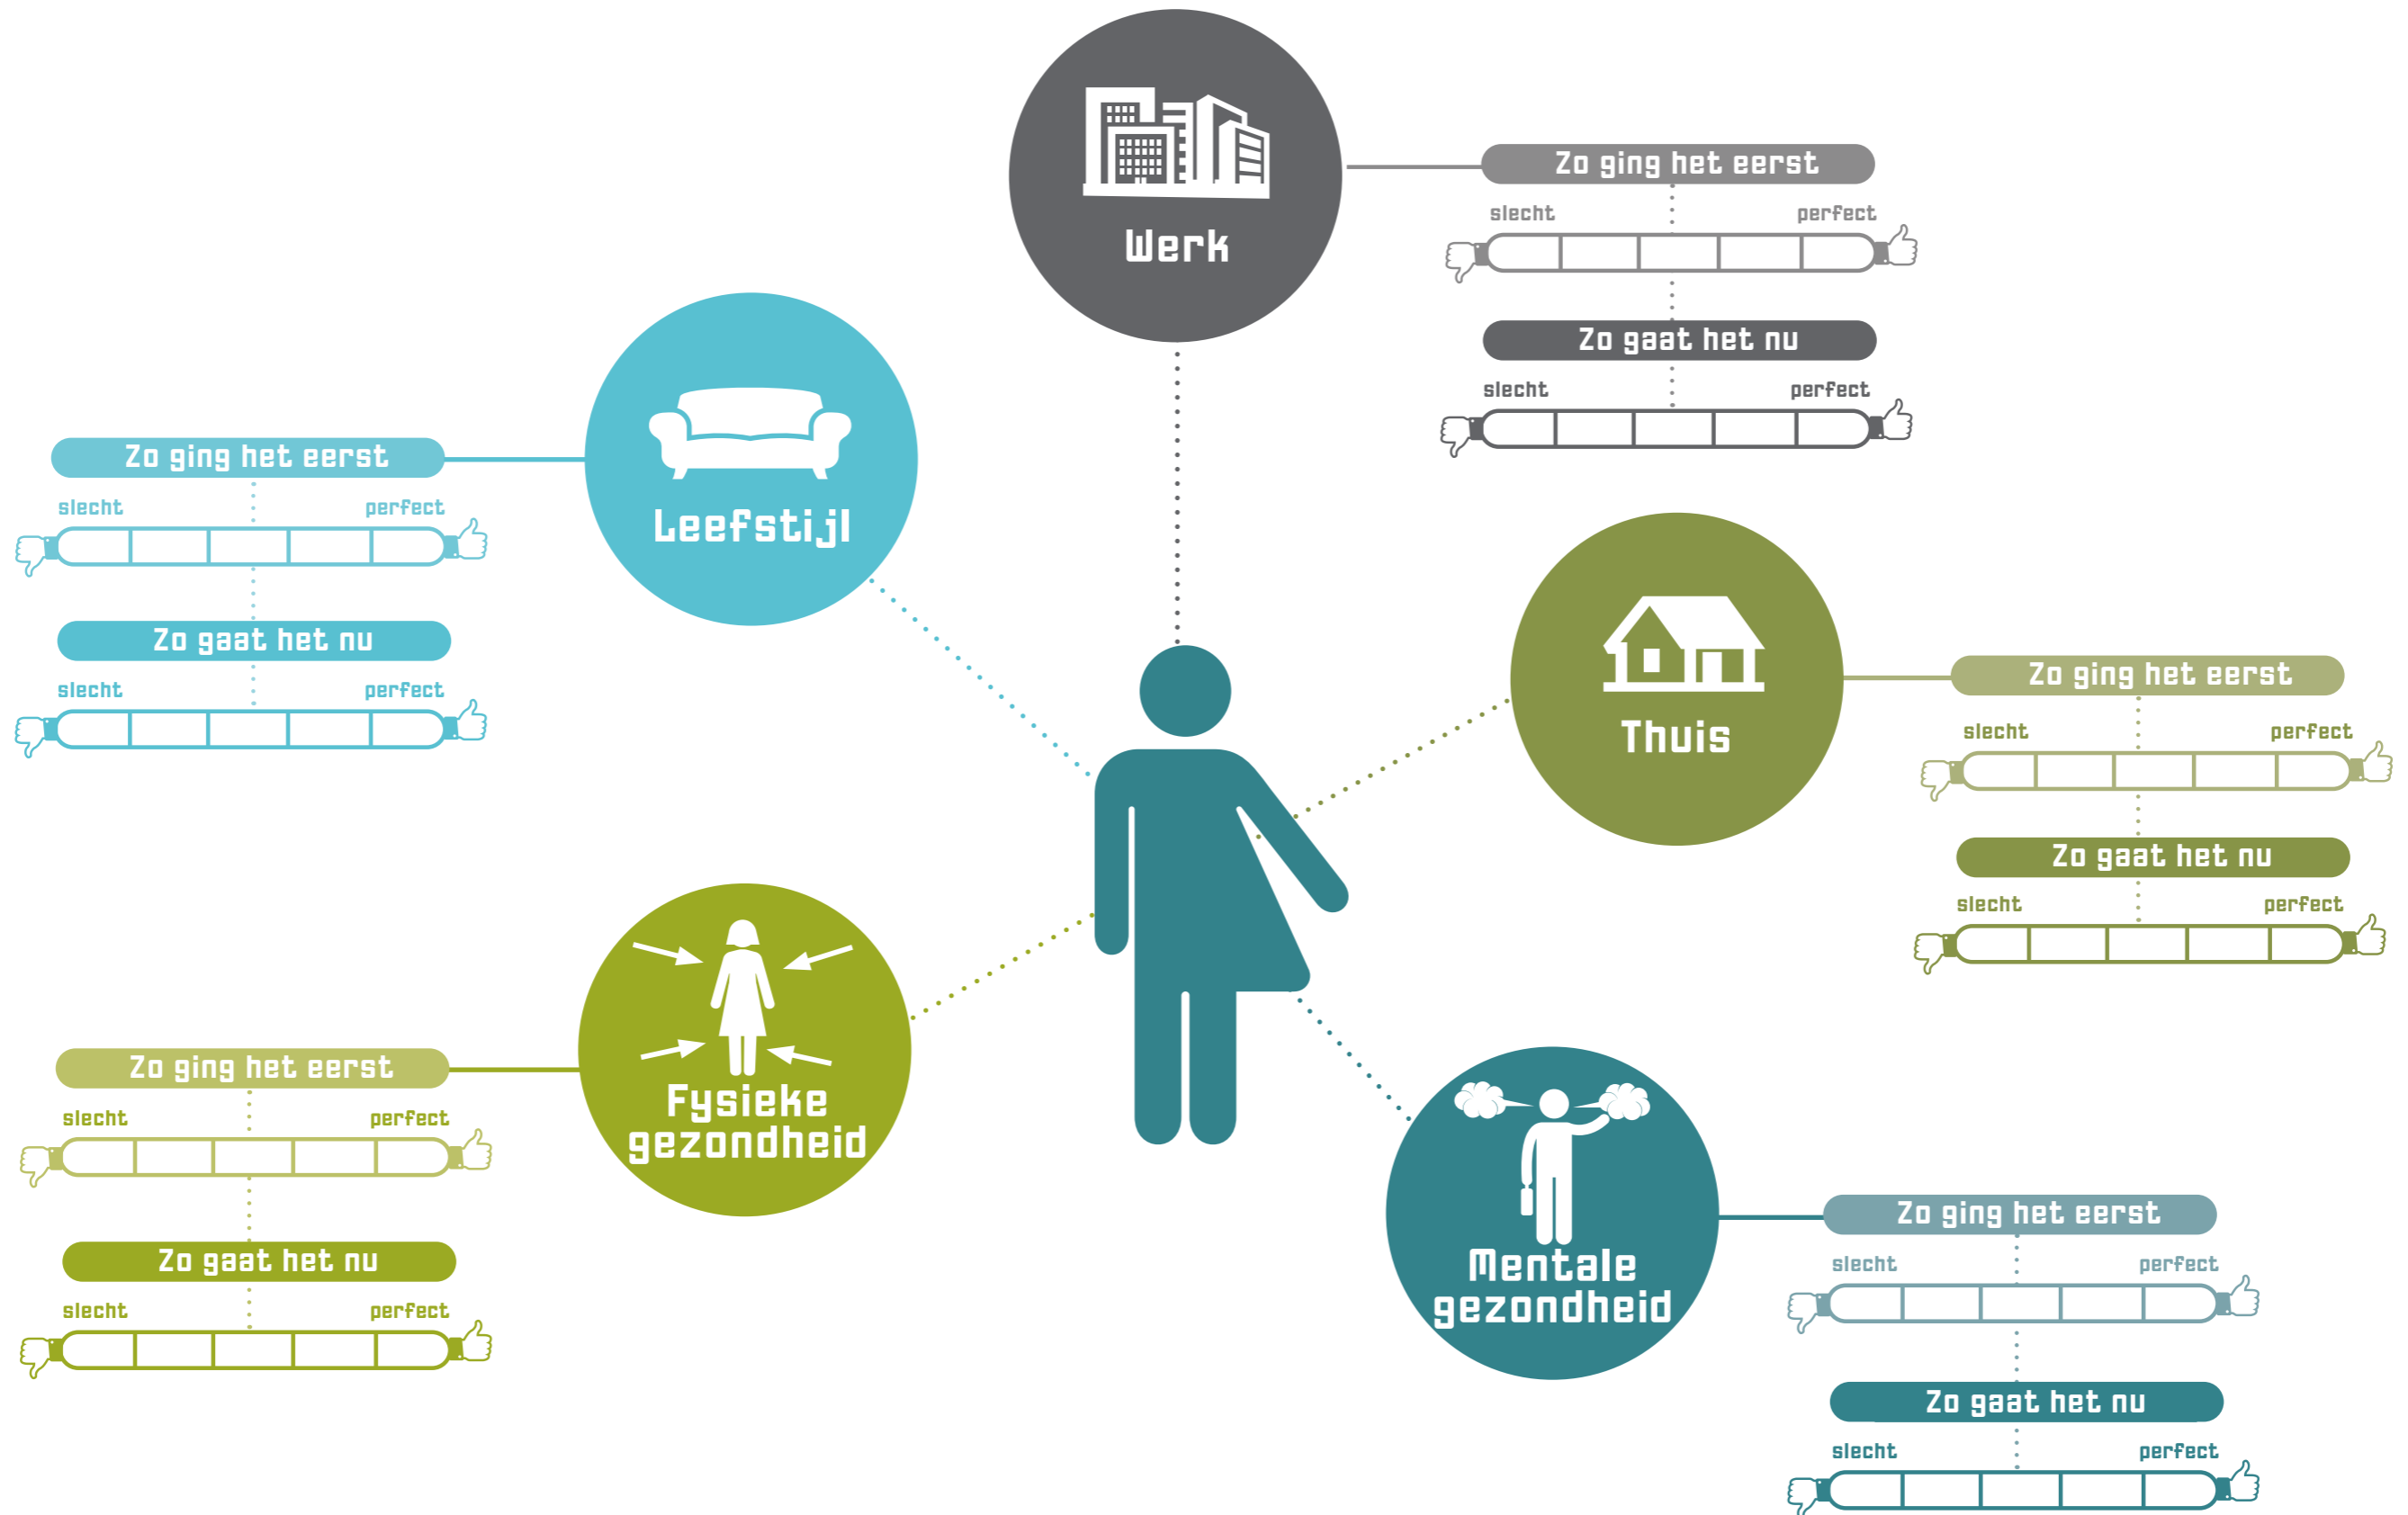 Werk
Zo ging het eerst
slecht perfect
Zo gaat het nu
slecht perfect
Leefstijl
Zo ging het eerst
slecht perfect
Zo gaat het nu
slecht perfect
Thuis
Zo ging het eerst
slecht perfect
Zo gaat het nu
slecht perfect
Fysieke
gezondheid
Zo ging het eerst
slecht perfect
Zo gaat het nu
slecht perfect
Mentale
gezondheid
Zo ging het eerst
slecht perfect
Zo gaat het nu
slecht perfect